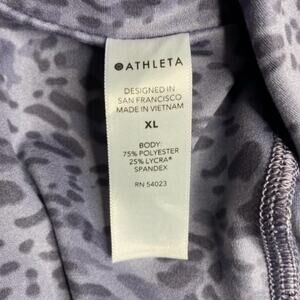 ATHLETA
DESIGNED IN
SAN FRANCISCO
MADE IN VIETNAM
XL
BODY:
75% POLYESTER
25% LYCRA®
SPANDEX
RN 54023